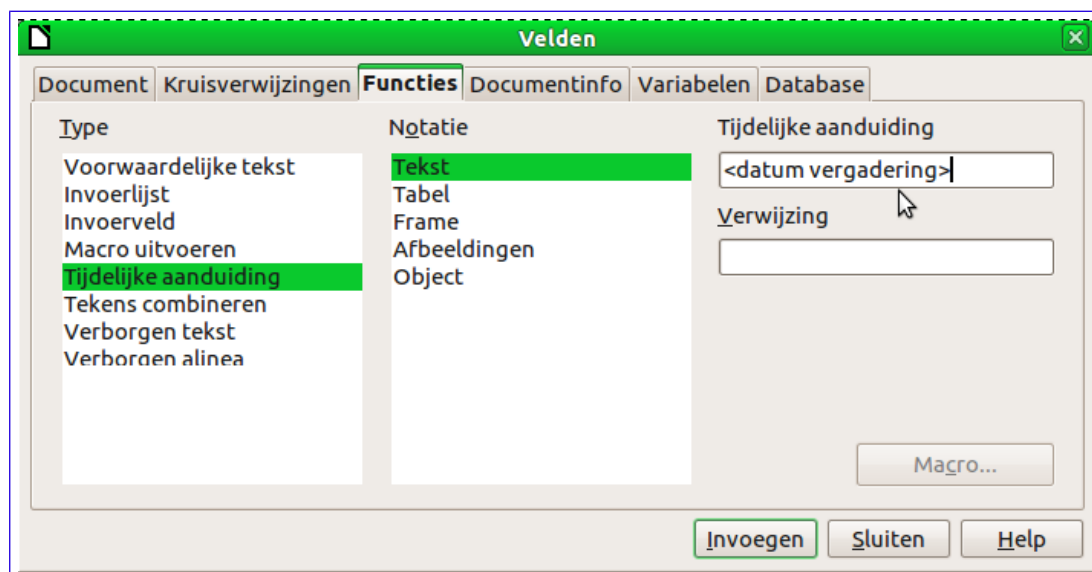 Velden
Document Kruisverwijzingen Functies Documentinfo Variabelen Database
Type
Voorwaardelijke tekst
Invoerlijst
Invoerveld
Macro uitvoeren
Tijdelijke aanduiding
Tekens combineren
Verborgen tekst
Verborgen alinea
Notatie
Tekst
Tabel
Frame
Afbeeldingen
Object
Tijdelijke aanduiding
<datum vergadering>
Verwijzing
Macro...
Invoegen Sluiten Help